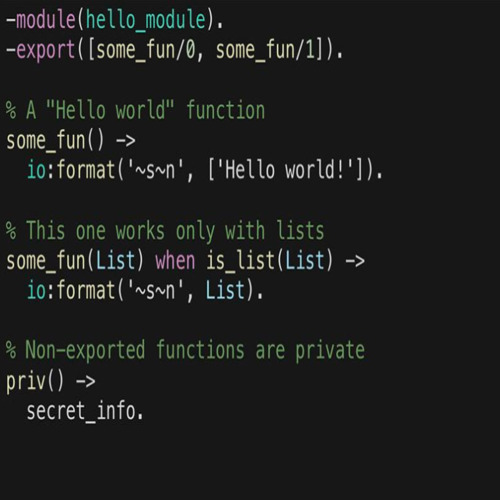 -module(hello_module).
-export([some_fun/0, some_fun/1]).
% A "Hello world" function
some_fun() ->
io:format('~s~n', ['Hello world!']).
% This one works only with lists
some_fun(List) when is_list(List) ->
io:format('~s~n', List).
% Non-exported functions are private
priv() ->
secret_info.